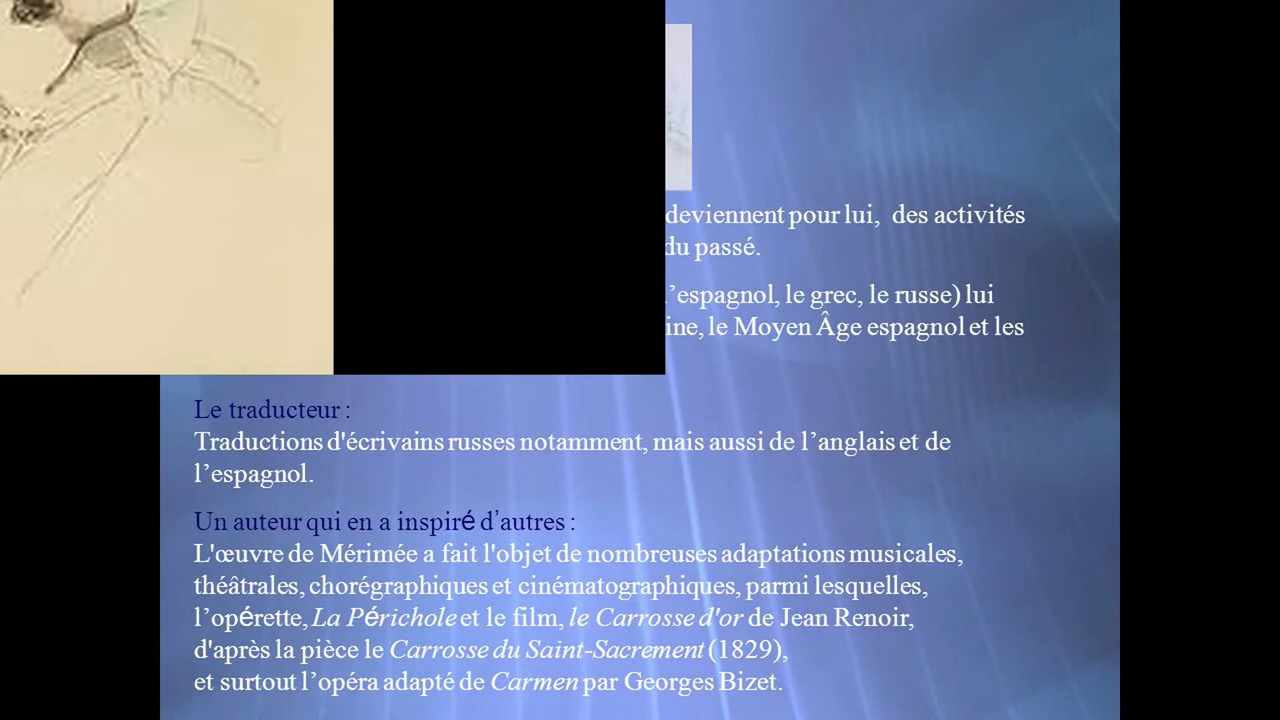 deviennent pour lui, des activités
du passé.
l’espagnol, le grec, le russe) lui
ine, le Moyen Âge espagnol et les
Le traducteur :
Traductions d'écrivains russes notamment, mais aussi de l’anglais et de
l’espagnol.
Un auteur qui en a inspiré d’autres :
L'œuvre de Mérimée a fait l'objet de nombreuses adaptations musicales,
théâtrales, chorégraphiques et cinématographiques, parmi lesquelles,
l’opérette, La Périchole et le film, le Carrosse d'or de Jean Renoir,
d'après la pièce le Carrosse du Saint-Sacrement (1829),
et surtout l’opéra adapté de Carmen par Georges Bizet.